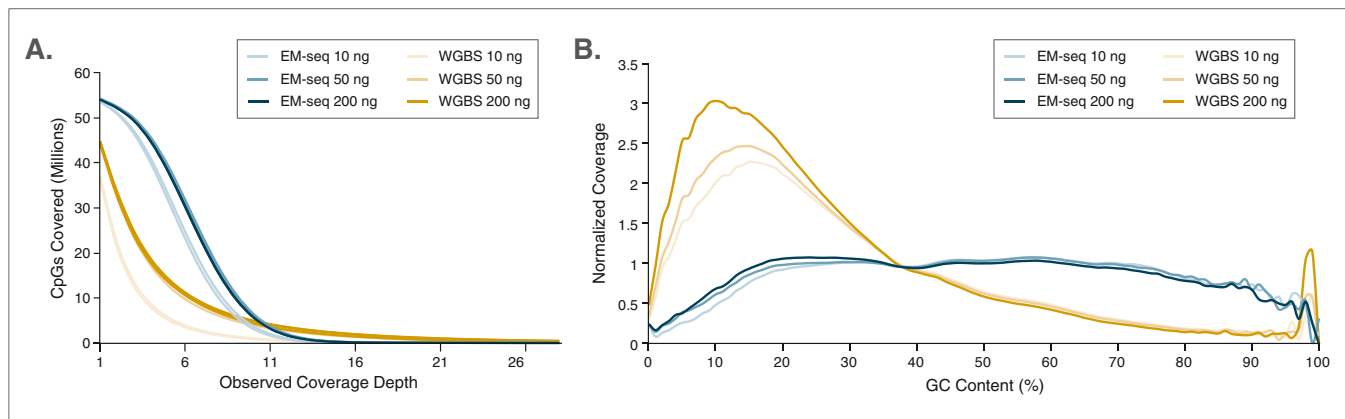 A.
EM-seq 10 ng WGBS 10 ng
EM-seq 50 ng WGBS 50 ng
EM-seq 200 ng WGBS 200 ng
CpGs Covered (Millions)
60
50
40
30
20
10
0
1 6 11 16 21 26
Observed Coverage Depth
B.
EM-seq 10 ng WGBS 10 ng
EM-seq 50 ng WGBS 50 ng
EM-seq 200 ng WGBS 200 ng
Normalized Coverage
3.5
3
2.5
2
1.5
1
0.5
0
0 10 20 30 40 50 60 70 80 90 100
GC Content (%)